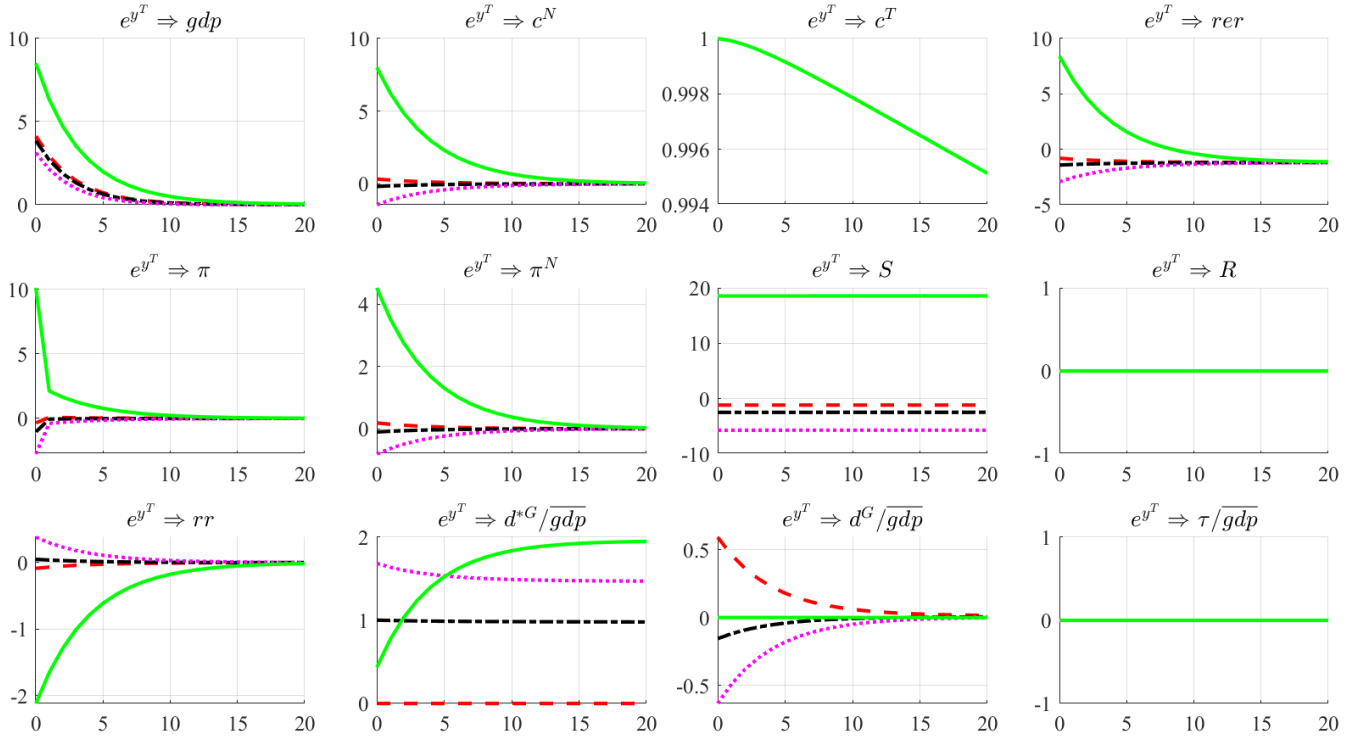 e^{y^T} ⇒ gdp
10
5
0
0 5 10 15 20
e^{y^T} ⇒ c^N
10
5
0
0 5 10 15 20
e^{y^T} ⇒ c^T
1
0.998
0.996
0.994
0 5 10 15 20
e^{y^T} ⇒ rer
10
5
0
-5
0 5 10 15 20
e^{y^T} ⇒ π
10
5
0
0 5 10 15 20
e^{y^T} ⇒ π^N
4
2
0
0 5 10 15 20
e^{y^T} ⇒ S
20
10
0
-10
0 5 10 15 20
e^{y^T} ⇒ R
1
0
-1
0 5 10 15 20
e^{y^T} ⇒ rr
0
-1
-2
0 5 10 15 20
e^{y^T} ⇒ d^{*G}/\overline{gdp}
2
1
0
0 5 10 15 20
e^{y^T} ⇒ d^G/\overline{gdp}
0.5
0
-0.5
0 5 10 15 20
e^{y^T} ⇒ τ/\overline{gdp}
1
0
-1
0 5 10 15 20